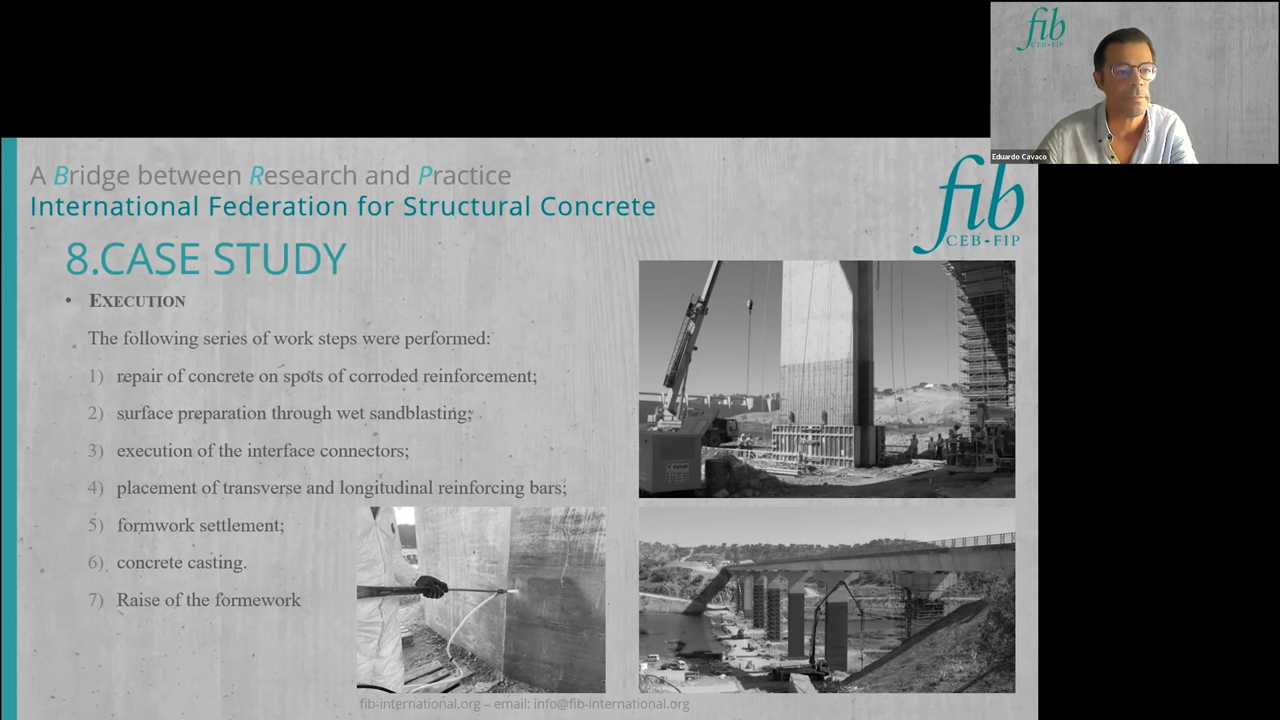 fib
CEB-FIP
Eduardo Cavaco
A Bridge between Research and Practice
International Federation for Structural Concrete
fib
CEB-FIP
8.CASE STUDY
• EXECUTION
The following series of work steps were performed:
1) repair of concrete on spots of corroded reinforcement;
2) surface preparation through wet sandblasting;
3) execution of the interface connectors;
4) placement of transverse and longitudinal reinforcing bars;
5) formwork settlement;
6) concrete casting.
7) Raise of the formework
fib-international.org – email: info@fib-international.org